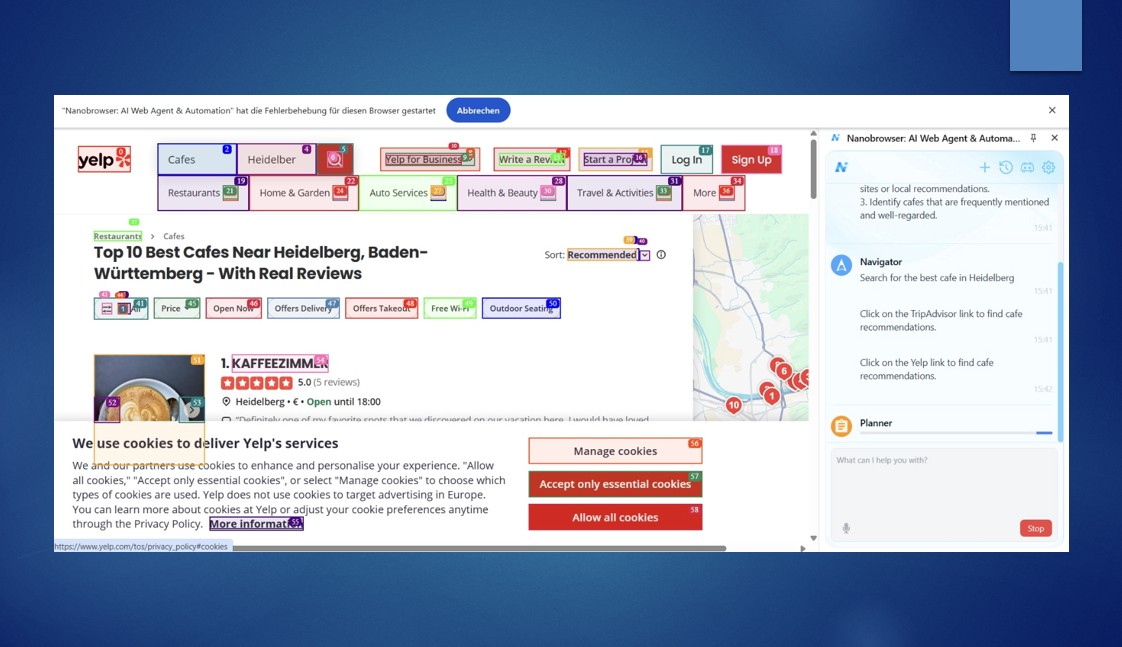 "Nanobrowser: AI Web Agent & Automation" hat die Fehlerbehebung für diesen Browser gestartet
Abbrechen
yelp
0
Cafes
2
Heidelber
4
5
Yelp for Business
10
9
Write a Review
Start a Project
16
Log In
17
Sign Up
18
Restaurants
19
21
Home & Garden
22
24
Auto Services
Health & Beauty
28
30
Travel & Activities
31
33
More
34
36
Restaurants
Cafes
Top 10 Best Cafes Near Heidelberg, Baden-
Württemberg – With Real Reviews
Sort:
Recommended
All
41
Price
45
Open Now
46
Offers Delivery
47
Offers Takeout
48
Free Wi-Fi
49
Outdoor Seating
50
51
52
53
1. KAFFEEZIMMER
54
5.0 (5 reviews)
Heidelberg • € • Open until 18:00
"Definitely one of my favorite spots that we discovered on our vacation here. I would have loved
6
1
10
We use cookies to deliver Yelp's services
We and our partners use cookies to enhance and personalise your experience. "Allow
all cookies," "Accept only essential cookies", or select "Manage cookies" to choose which
types of cookies are used. Yelp does not use cookies to target advertising in Europe.
You can learn more about cookies at Yelp or adjust your cookie preferences anytime
through the Privacy Policy. More information
55
Manage cookies
56
Accept only essential cookies
57
Allow all cookies
58
https://www.yelp.com/tos/privacy_policy#cookies
Nanobrowser: AI Web Agent & Automa...
sites or local recommendations.
3. Identify cafes that are frequently mentioned
and well-regarded.
15:41
Navigator
Search for the best cafe in Heidelberg
15:41
Click on the TripAdvisor link to find cafe
recommendations.
15:41
Click on the Yelp link to find cafe
recommendations.
15:42
Planner
What can I help you with?
Stop